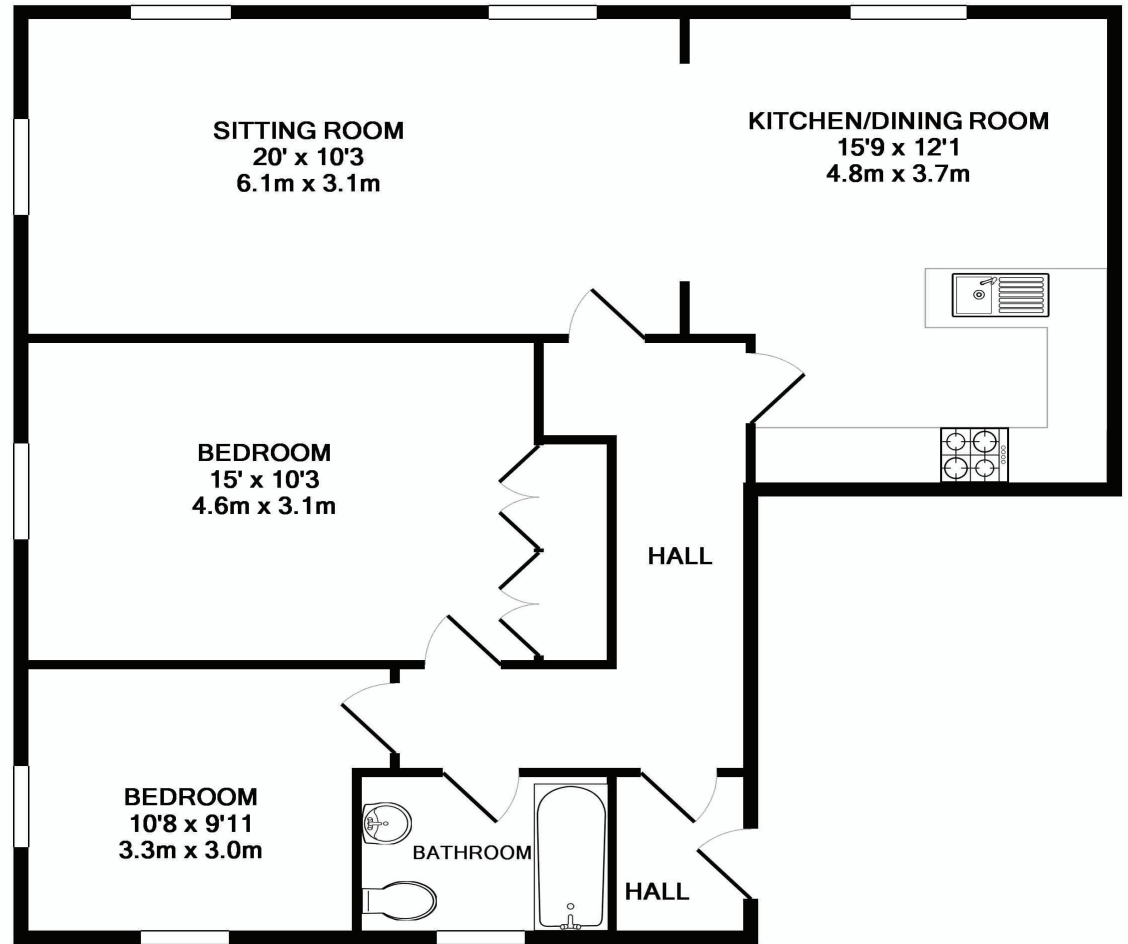 SITTING ROOM
20' x 10'3
6.1m x 3.1m
KITCHEN/DINING ROOM
15'9 x 12'1
4.8m x 3.7m
BEDROOM
15' x 10'3
4.6m x 3.1m
HALL
BEDROOM
10'8 x 9'11
3.3m x 3.0m
BATHROOM
HALL